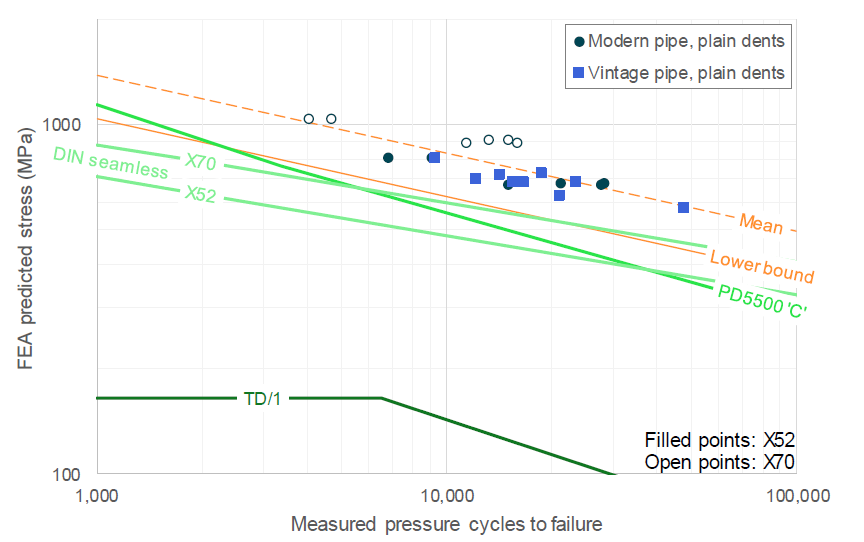 Modern pipe, plain dents
Vintage pipe, plain dents
FEA predicted stress (MPa)
1000
100
DIN seamless
X70
X52
Mean
Lower bound
PD5500 'C'
TD/1
Filled points: X52
Open points: X70
1,000
10,000
100,000
Measured pressure cycles to failure